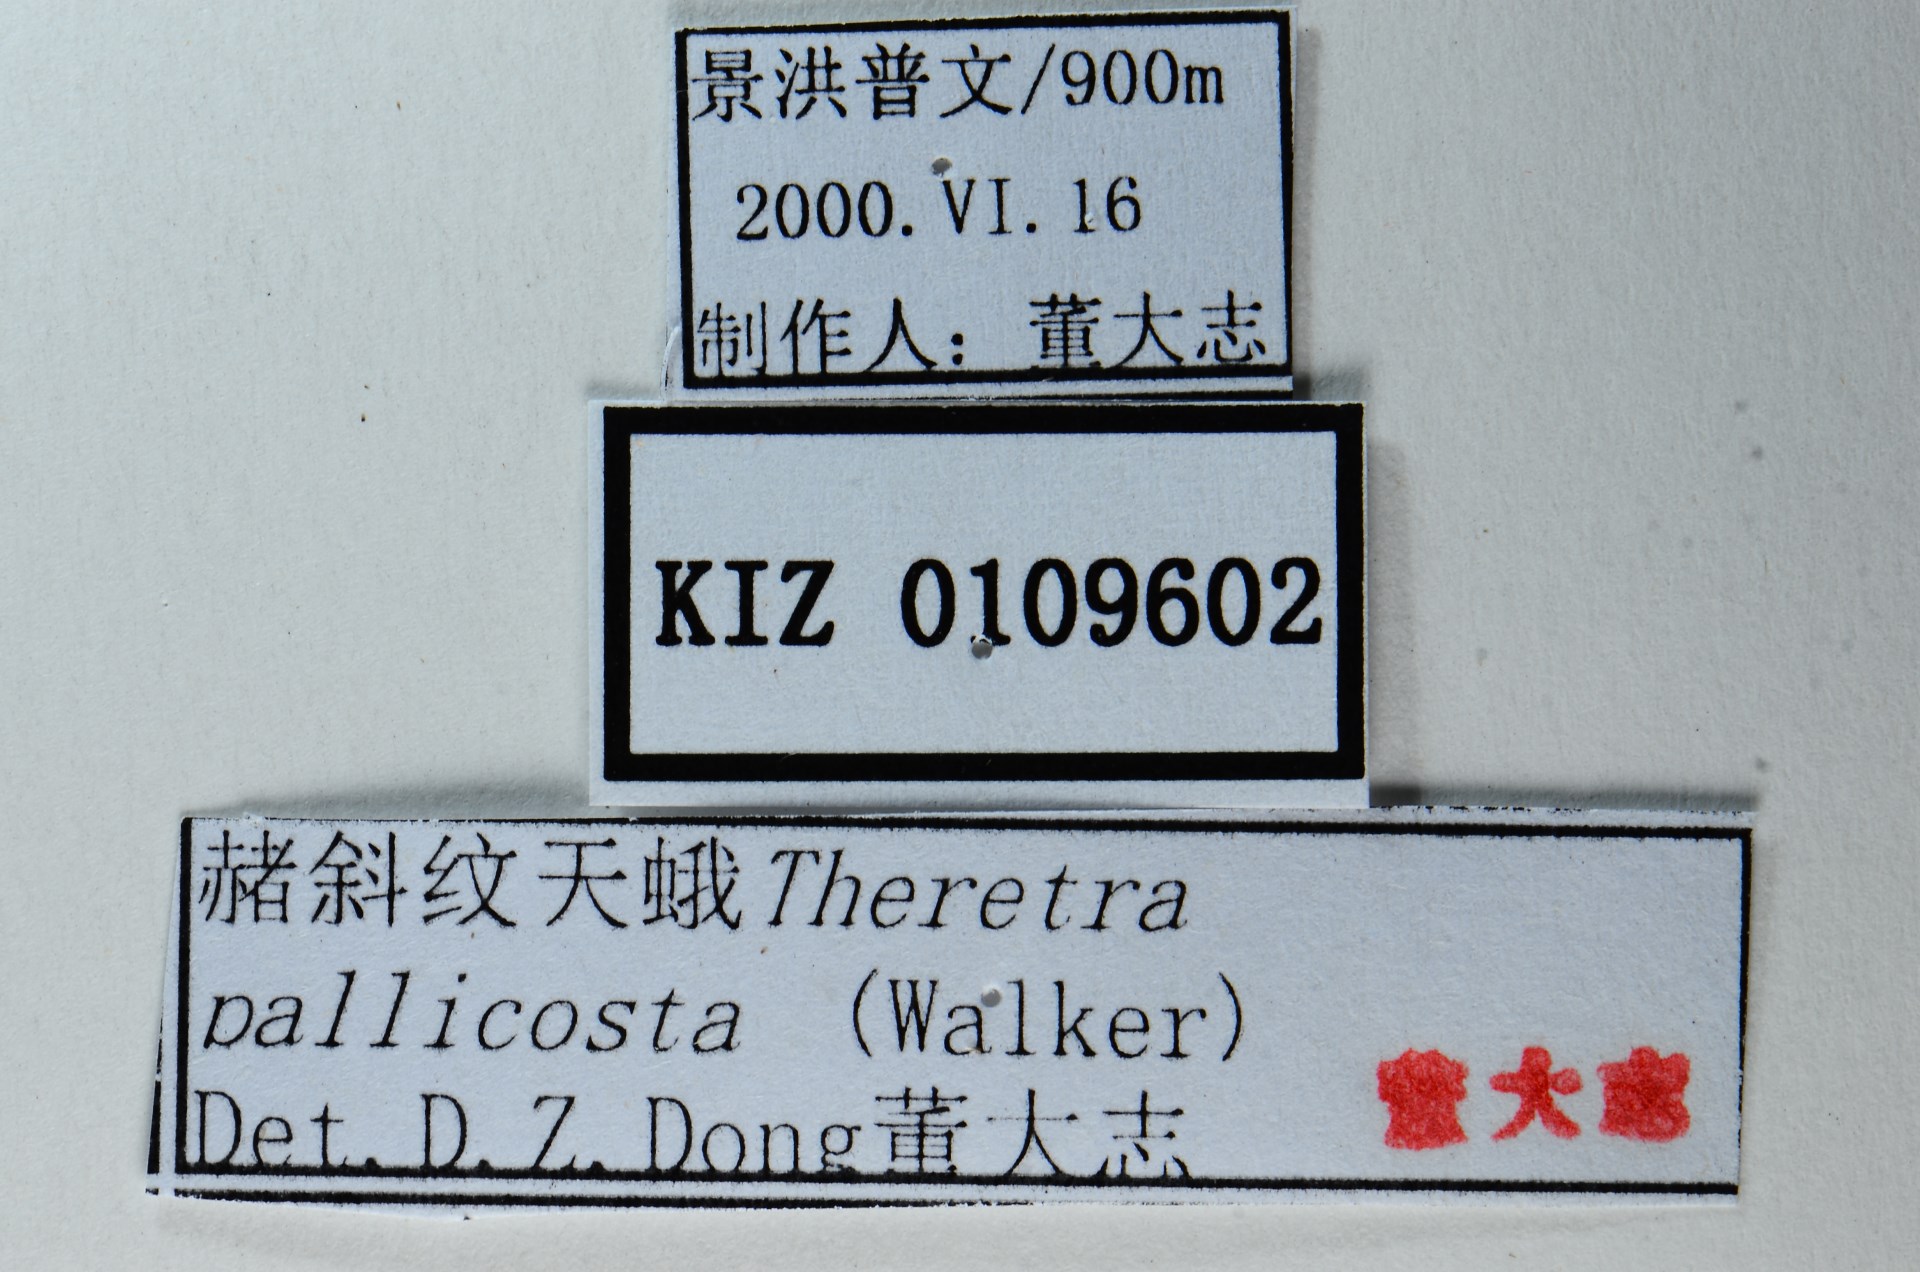 景洪普文/900m
2000.VI.16
制作人：董大志
KIZ 0109602
赭斜纹天蛾Theretra
pallicosta (Walker)
Det.D.Z.Dong董大志
董大志